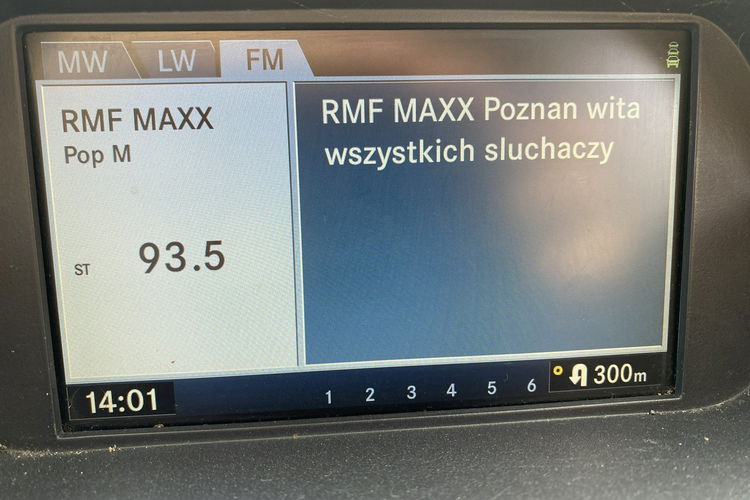 MW LW FM
RMF MAXX
Pop M
ST 93.5
RMF MAXX Poznan wita
wszystkich sluchaczy
14:01 1 2 3 4 5 6 300m